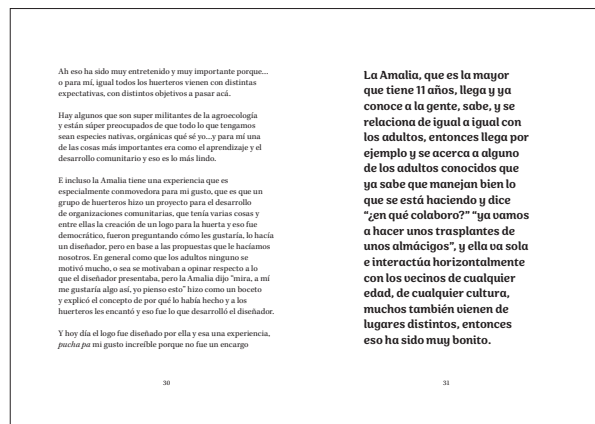 Ah eso ha sido muy entretenido y muy importante porque...
o para mí, igual todos los huerteros vienen con distintas
expectativas, con distintos objetivos a pasar acá.
Hay algunos que son super militantes de la agroecología
y están súper preocupados de que todo lo que tengamos
sean especies nativas, orgánicas qué sé yo...y para mí una
de las cosas más importantes era como el aprendizaje y el
desarrollo comunitario y eso es lo más lindo.
E incluso la Amalia tiene una experiencia que es
especialmente conmovedora para mi gusto, que es que un
grupo de huerteros hizo un proyecto para el desarrollo
de organizaciones comunitarias, que tenía varias cosas y
entre ellas la creación de un logo para la huerta y eso fue
democrático, fueron preguntando cómo les gustaría, lo hacía
un diseñador, pero en base a las propuestas que le hacíamos
nosotros. En general como que los adultos ninguno se
motivó mucho, o sea se motivaban a opinar respecto a lo
que el diseñador presentaba, pero la Amalia dijo “mira, a mí
me gustaría algo así, yo pienso esto” hizo como un boceto
y explicó el concepto de por qué lo había hecho y a los
huerteros les encantó y eso fue lo que desarrolló el diseñador.
Y hoy día el logo fue diseñado por ella y esa una experiencia,
pucha pa mi gusto increíble porque no fue un encargo
30
La Amalia, que es la mayor
que tiene 11 años, llega y ya
conoce a la gente, sabe, y se
relaciona de igual a igual con
los adultos, entonces llega por
ejemplo y se acerca a alguno
de los adultos conocidos que
ya sabe que manejan bien lo
que se está haciendo y dice
“¿en qué colaboro?” “ya vamos
a hacer unos trasplantes de
unos almácigos”, y ella va sola
e interactúa horizontalmente
con los vecinos de cualquier
edad, de cualquier cultura,
muchos también vienen de
lugares distintos, entonces
eso ha sido muy bonito.
31